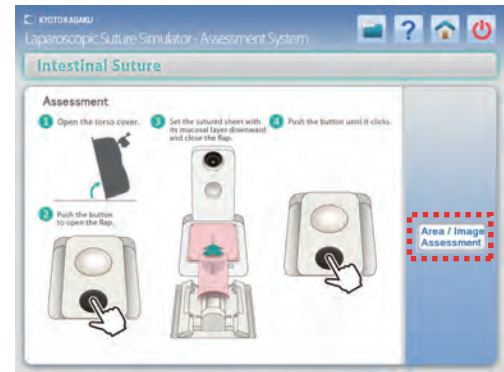 KYOTO KAGAKU
Laparoscopic Suture Simulator - Assessment System
?
Intestinal Suture
Assessment
1 Open the torso cover.
2 Push the button
to open the flap.
3 Set the sutured sheet with
its mucosal layer downward
and close the flap.
4 Push the button until it clicks.
Area / Image
Assessment